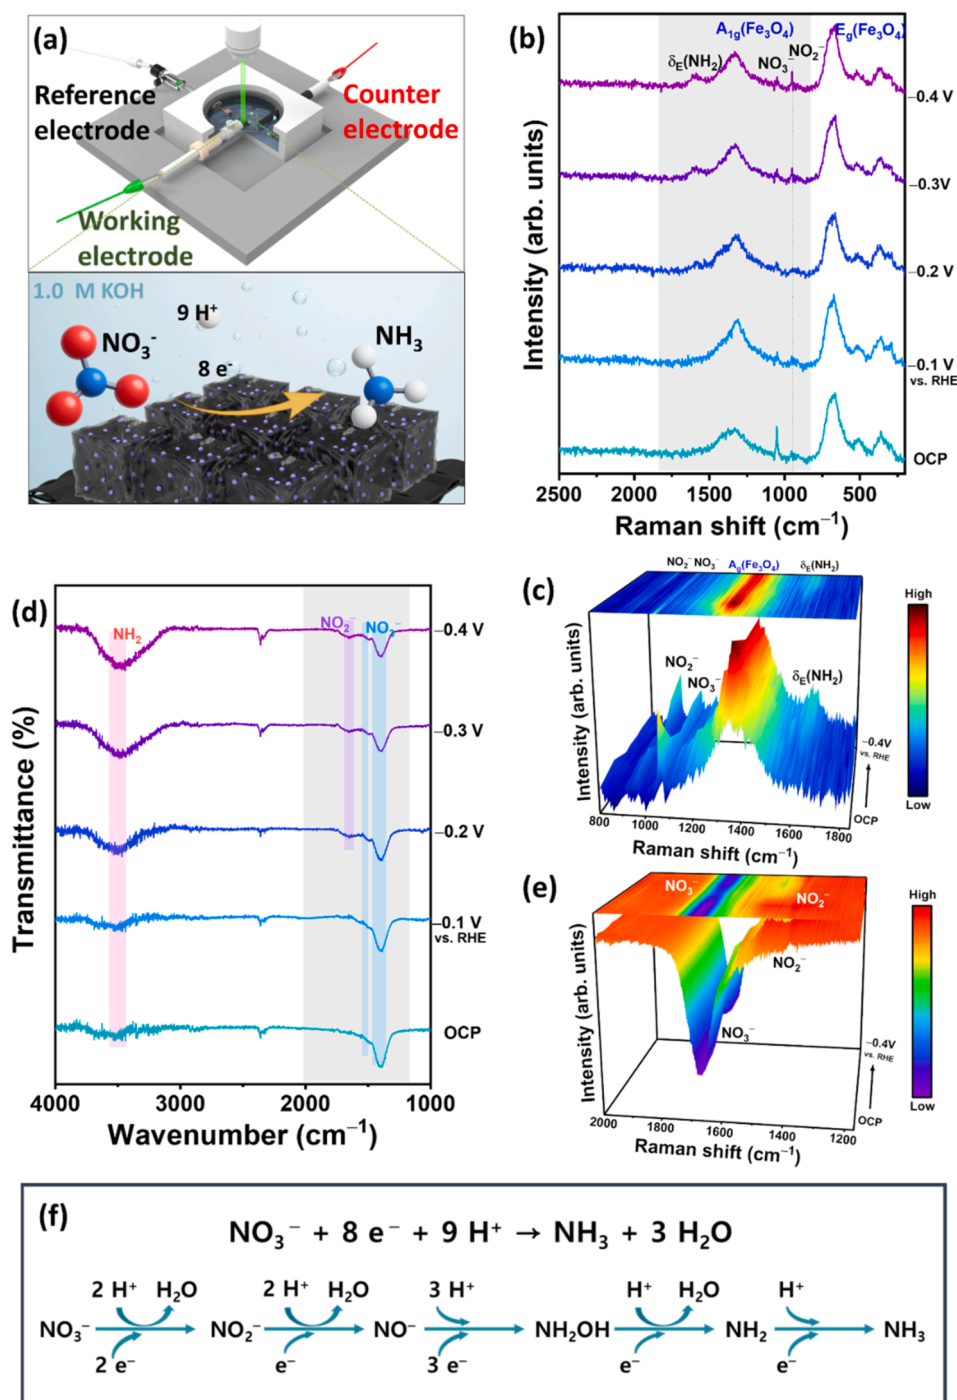 (a)
Reference
electrode
Counter
electrode
Working
electrode
1.0 M KOH
9 H⁺
NO₃⁻
8 e⁻
NH₃
(b)
A₁g(Fe₃O₄)
Eg(Fe₃O₄)
δE(NH₂)
NO₃⁻
NO₂⁻
−0.4 V
−0.3V
−0.2 V
−0.1 V
vs. RHE
OCP
Intensity (arb. units)
2500 2000 1500 1000 500
Raman shift (cm⁻¹)
(c)
NO₂⁻ NO₃⁻ Ag(Fe₃O₄) δE(NH₂)
High
NO₂⁻
NO₃⁻
δE(NH₂)
Intensity (arb. units)
−0.4V
vs. RHE
OCP
Low
800 1000 1200 1400 1600 1800
Raman shift (cm⁻¹)
(d)
NH₂
NO₂⁻
NO₃⁻
−0.4 V
−0.3 V
−0.2 V
−0.1 V
vs. RHE
OCP
Transmittance (%)
4000 3000 2000 1000
Wavenumber (cm⁻¹)
(e)
NO₃⁻
NO₂⁻
High
NO₂⁻
NO₃⁻
Intensity (arb. units)
−0.4V
vs. RHE
OCP
Low
2000 1800 1600 1400 1200
Raman shift (cm⁻¹)
(f)
NO₃⁻ + 8 e⁻ + 9 H⁺ → NH₃ + 3 H₂O
2 H⁺ H₂O 2 H⁺ H₂O 3 H⁺ H⁺ H₂O H⁺
NO₃⁻ NO₂⁻ NO⁻ NH₂OH NH₂ NH₃
2 e⁻ e⁻ 3 e⁻ e⁻ e⁻